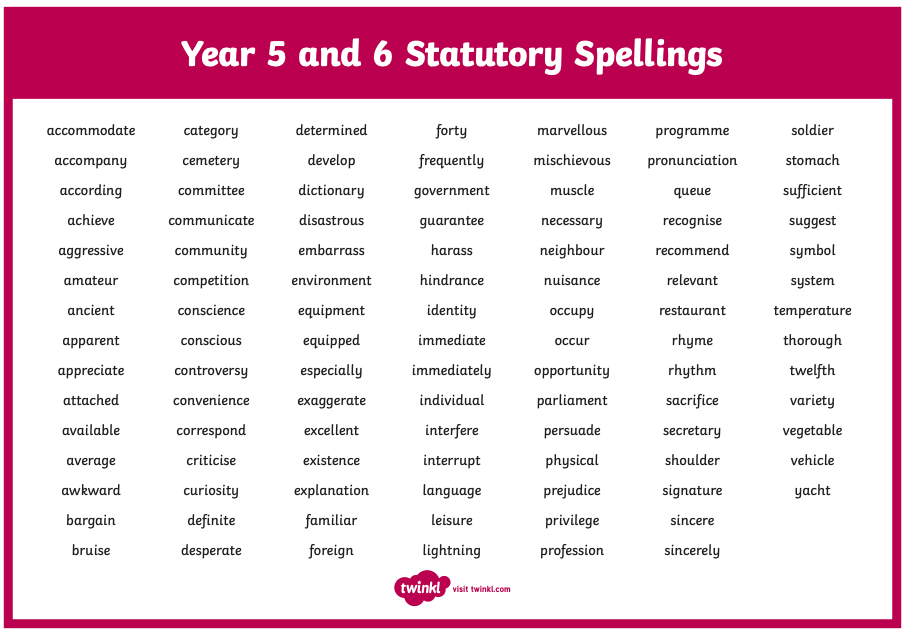 Year 5 and 6 Statutory Spellings
accommodate category determined forty marvellous programme soldier
accompany cemetery develop frequently mischievous pronunciation stomach
according committee dictionary government muscle queue sufficient
achieve communicate disastrous guarantee necessary recognise suggest
aggressive community embarrass harass neighbour recommend symbol
amateur competition environment hindrance nuisance relevant system
ancient conscience equipment identity occupy restaurant temperature
apparent conscious equipped immediate occur rhyme thorough
appreciate controversy especially immediately opportunity rhythm twelfth
attached convenience exaggerate individual parliament sacrifice variety
available correspond excellent interfere persuade secretary vegetable
average criticise existence interrupt physical shoulder vehicle
awkward curiosity explanation language prejudice signature yacht
bargain definite familiar leisure privilege sincere
bruise desperate foreign lightning profession sincerely
twinkl visit twinkl.com